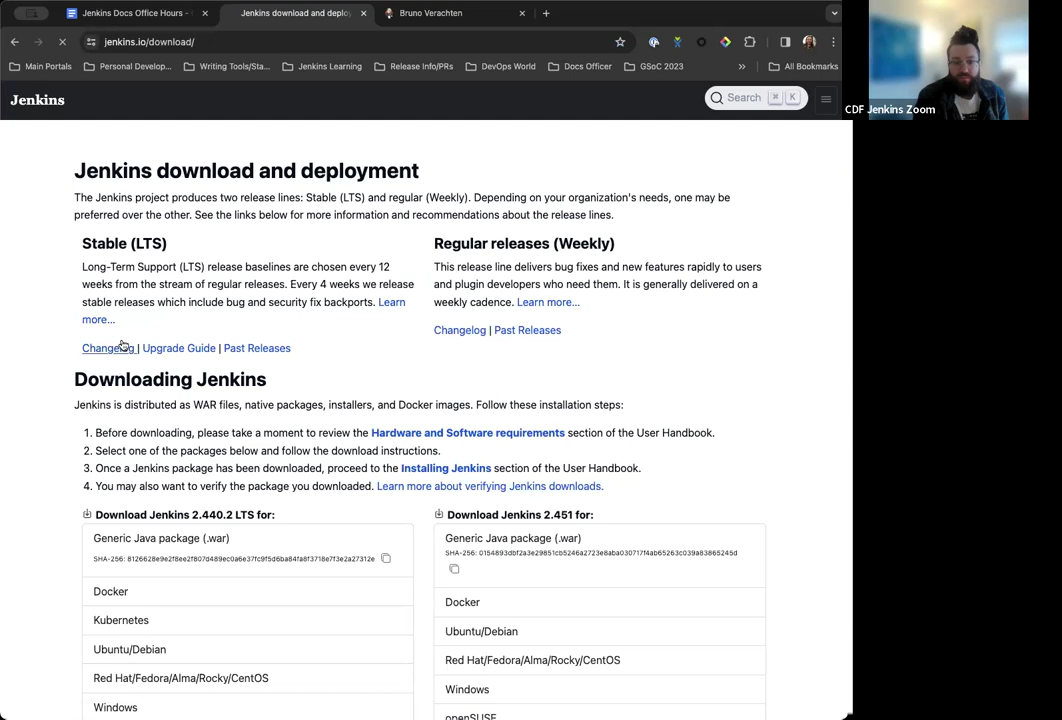 Jenkins Docs Office Hours -
Jenkins download and deploy
Bruno Verachten
jenkins.io/download/
Main Portals
Personal Develop...
Writing Tools/Sta...
Jenkins Learning
Release Info/PRs
DevOps World
Docs Officer
GSoC 2023
»
All Bookmarks
Jenkins
Search ⌘ K
CDF Jenkins Zoom
Jenkins download and deployment
The Jenkins project produces two release lines: Stable (LTS) and regular (Weekly). Depending on your organization's needs, one may be
preferred over the other. See the links below for more information and recommendations about the release lines.
Stable (LTS)
Long-Term Support (LTS) release baselines are chosen every 12
weeks from the stream of regular releases. Every 4 weeks we release
stable releases which include bug and security fix backports. Learn
more...
Changelog | Upgrade Guide | Past Releases
Regular releases (Weekly)
This release line delivers bug fixes and new features rapidly to users
and plugin developers who need them. It is generally delivered on a
weekly cadence. Learn more...
Changelog | Past Releases
Downloading Jenkins
Jenkins is distributed as WAR files, native packages, installers, and Docker images. Follow these installation steps:
1. Before downloading, please take a moment to review the Hardware and Software requirements section of the User Handbook.
2. Select one of the packages below and follow the download instructions.
3. Once a Jenkins package has been downloaded, proceed to the Installing Jenkins section of the User Handbook.
4. You may also want to verify the package you downloaded. Learn more about verifying Jenkins downloads.
Download Jenkins 2.440.2 LTS for:
Generic Java package (.war)
SHA-256: 8126628e9e2f8ee2f807d489ec0a6e37fc9f5d6ba84fa8f3718e7f3e2a27312e
Docker
Kubernetes
Ubuntu/Debian
Red Hat/Fedora/Alma/Rocky/CentOS
Windows
Download Jenkins 2.451 for:
Generic Java package (.war)
SHA-256: 0154893dbf2a3e29851cb5246a2723e8aba030717f4ab65263c039a83865245d
Docker
Ubuntu/Debian
Red Hat/Fedora/Alma/Rocky/CentOS
Windows
openSUSE